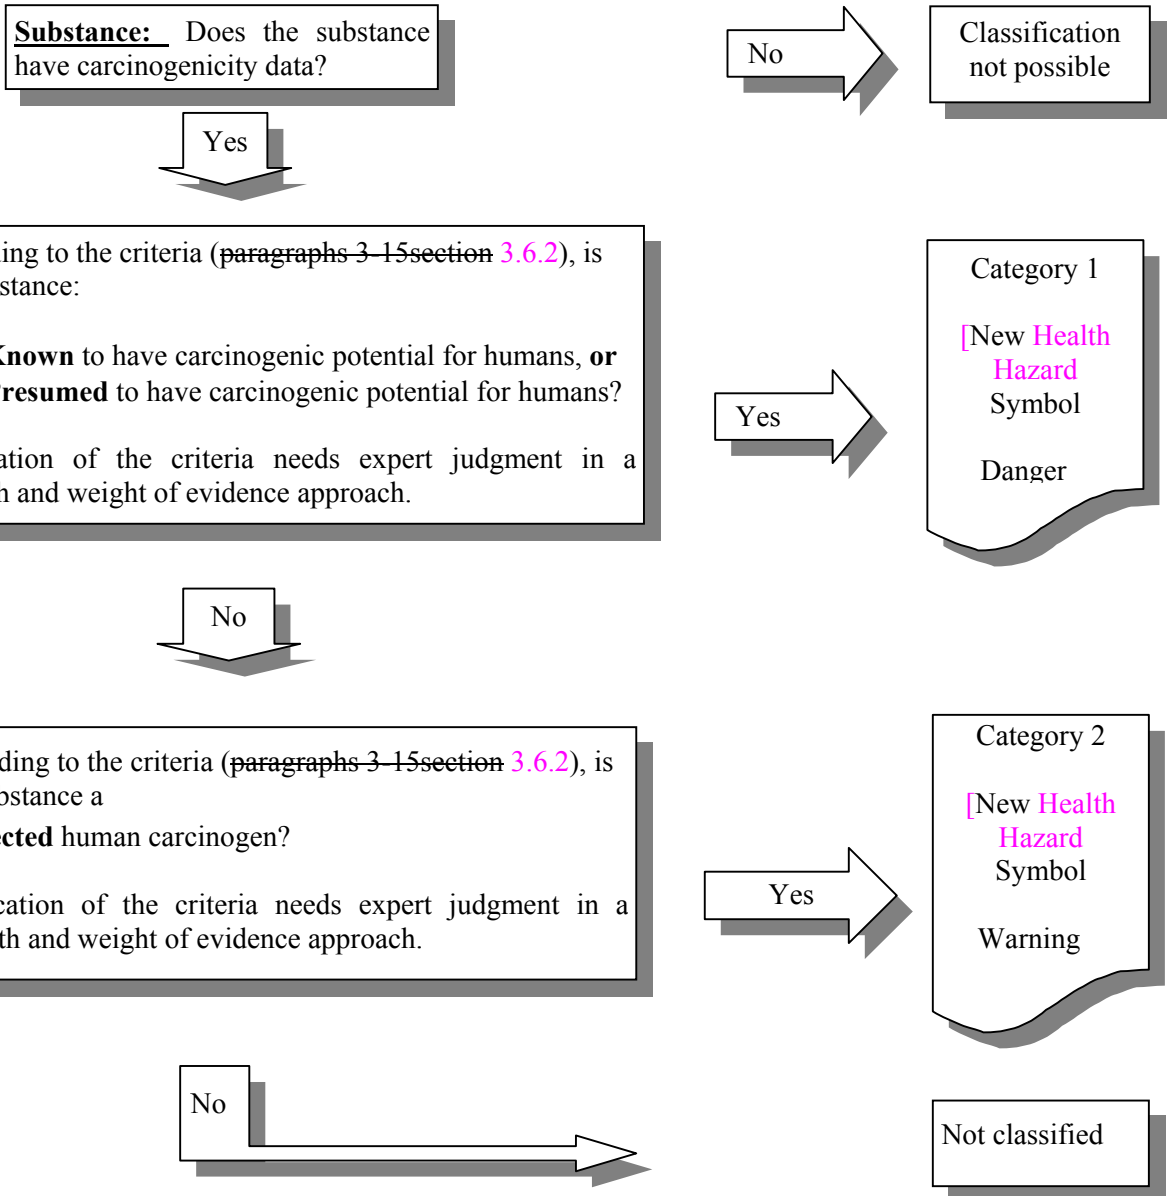 Substance: Does the substance
have carcinogenicity data?
No
Classification
not possible
Yes
ding to the criteria (paragraphs 3-15section 3.6.2), is
stance:
Known to have carcinogenic potential for humans, or
Presumed to have carcinogenic potential for humans?
ation of the criteria needs expert judgment in a
h and weight of evidence approach.
Yes
Category 1
[New Health
Hazard
Symbol
Danger
No
ding to the criteria (paragraphs 3-15section 3.6.2), is
bstance a
ected human carcinogen?
cation of the criteria needs expert judgment in a
th and weight of evidence approach.
Yes
Category 2
[New Health
Hazard
Symbol
Warning
No
Not classified